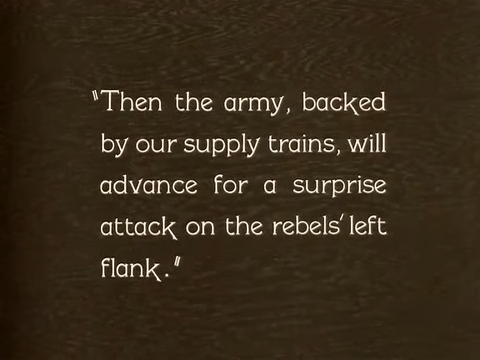 "Then the army, backed
by our supply trains, will
advance for a surprise
attack on the rebels' left
flank."